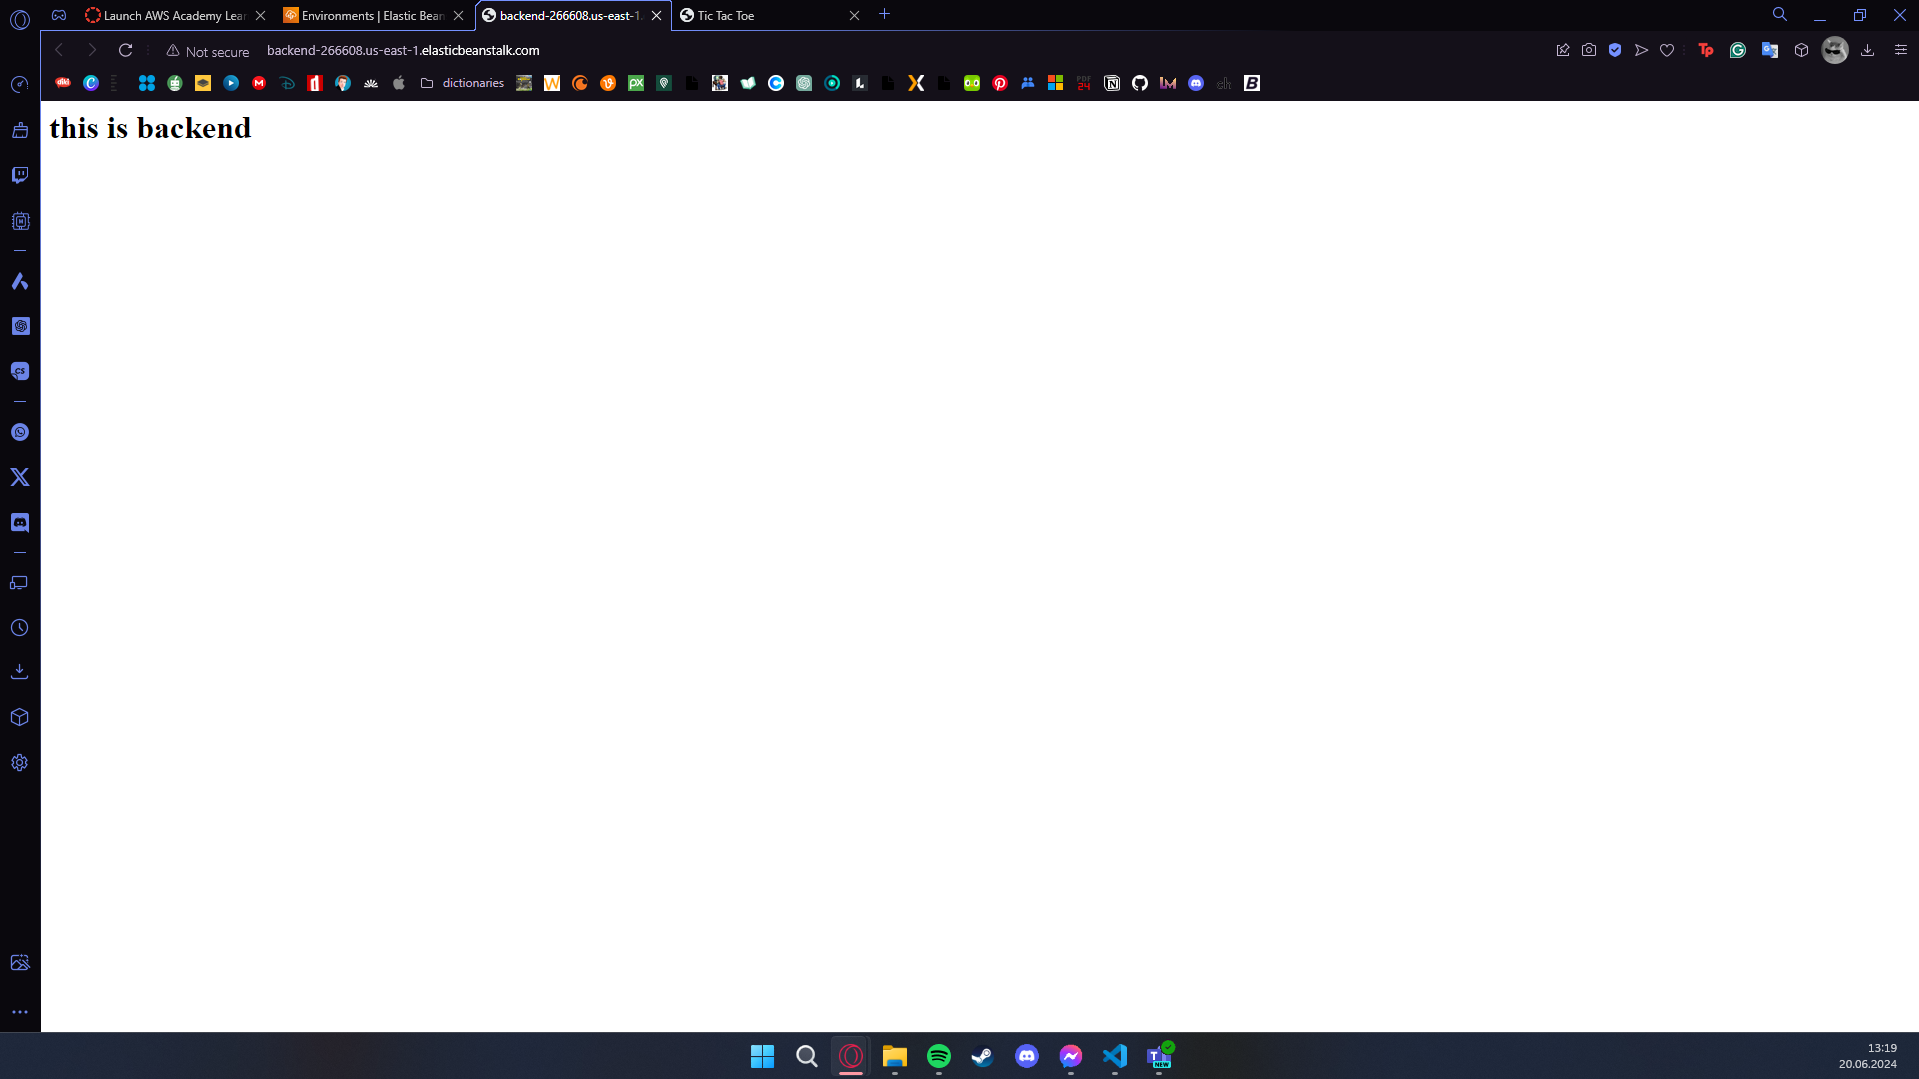 Launch AWS Academy Lear
Environments | Elastic Bean
backend-266608.us-east-1.
Tic Tac Toe
Not secure
backend-266608.us-east-1.elasticbeanstalk.com
dictionaries
this is backend
13:19
20.06.2024